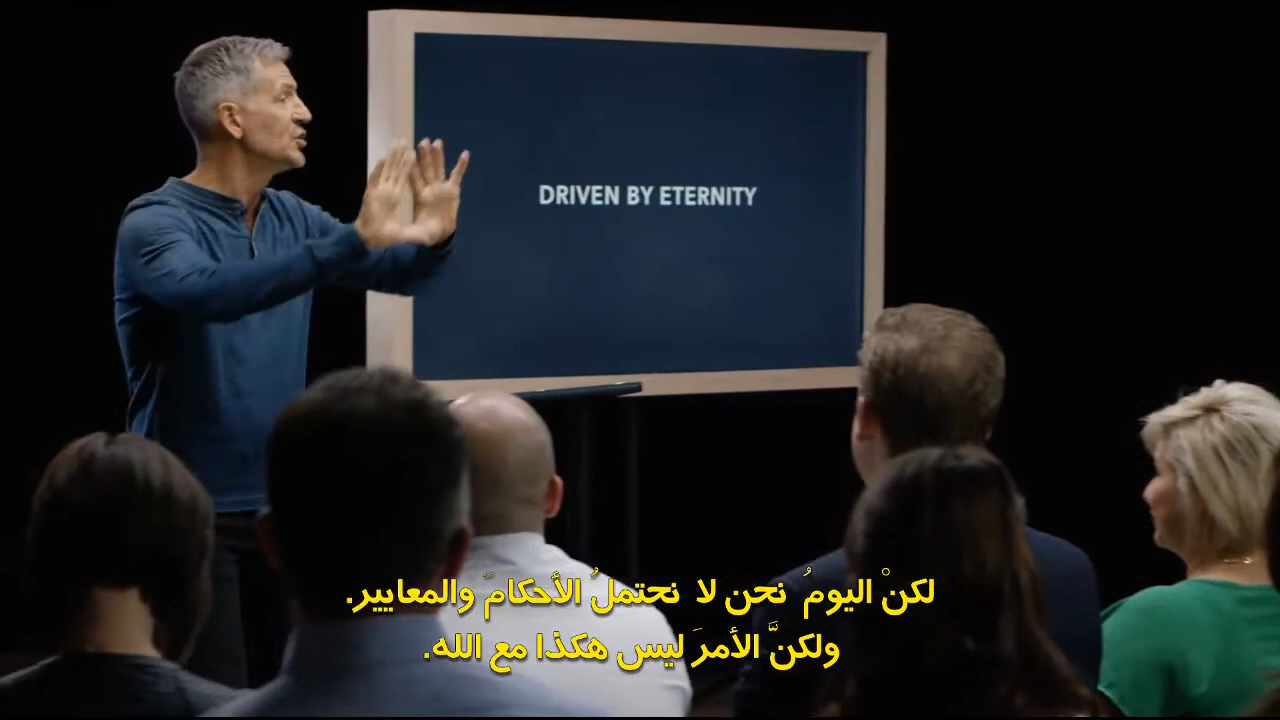 DRIVEN BY ETERNITY
لكنْ اليومُ نحن لا نحتملُ الأحكامَ والمعايير.
ولكنَّ الأمرَ ليس هكذا مع الله.